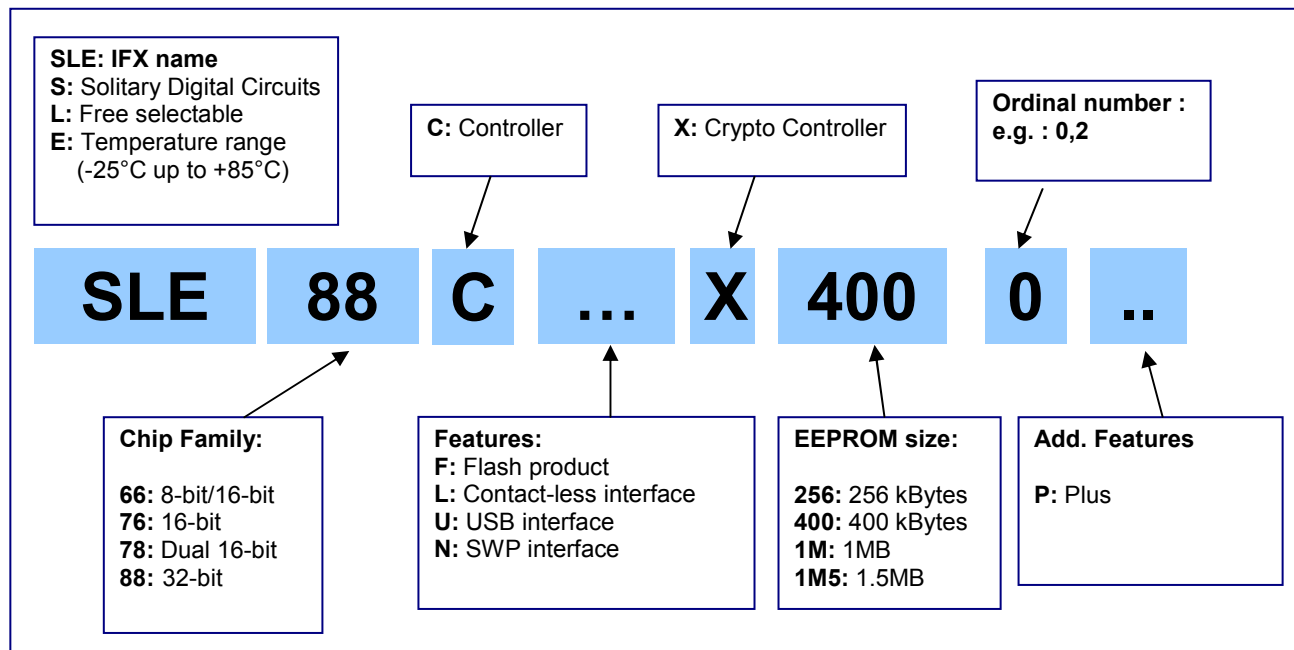 SLE: IFX name
S: Solitary Digital Circuits
L: Free selectable
E: Temperature range
(-25°C up to +85°C)
C: Controller
X: Crypto Controller
Ordinal number :
e.g. : 0,2
SLE 88 C ... X 400 0 ..
Chip Family:
66: 8-bit/16-bit
76: 16-bit
78: Dual 16-bit
88: 32-bit
Features:
F: Flash product
L: Contact-less interface
U: USB interface
N: SWP interface
EEPROM size:
256: 256 kBytes
400: 400 kBytes
1M: 1MB
1M5: 1.5MB
Add. Features
P: Plus